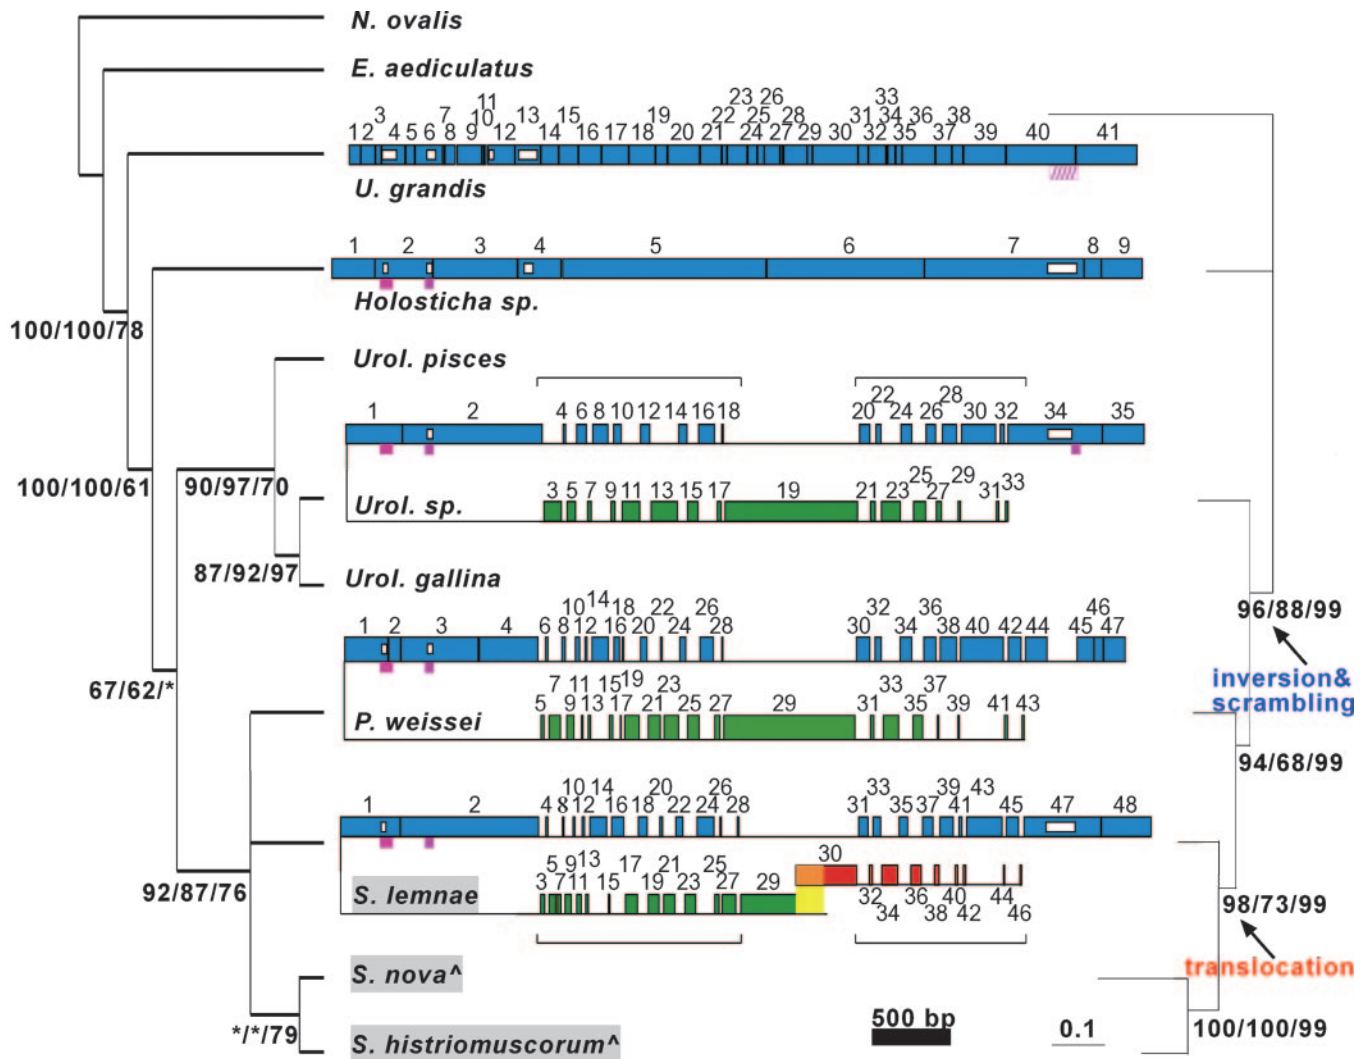 N. ovalis
E. aediculatus
23 26
11 22 25 28 33
3 7 10 13 15 19 31 34 36 38
12 4 5 6 8 9 12 14 16 17 18 20 21 24 27 29 30 32 35 37 39 40 41
U. grandis
1 2 3 4 5 6 7 8 9
Holosticha sp.
100/100/78
Urol. pisces
22 28
1 2 4 6 8 10 12 14 16 18 20 24 26 30 32 34 35
100/100/61
90/97/70
25 29
3 5 7 9 11 13 15 17 19 21 23 27 31 33
Urol. sp.
87/92/97
Urol. gallina
14
10 18 22 26 32 36 46
1 2 3 4 6 8 12 16 20 24 28 30 34 38 40 42 44 45 47
96/88/99
inversion&
scrambling
67/62/*
19
7 11 15 23 33 37
5 9 13 17 21 25 27 29 31 35 39 41 43
P. weissei
94/68/99
14 20 26 33 39 43
10
1 2 4 8 12 16 18 22 24 28 31 35 37 41 45 47 48
13
5 9 17 21 25 30
3 7 11 15 19 23 27 29
S. lemnae
32 36 40 44
34 38 42 46
92/87/76
98/73/99
translocation
S. nova^
*/*/79
500 bp
0.1
100/100/99
S. histriomuscorum^